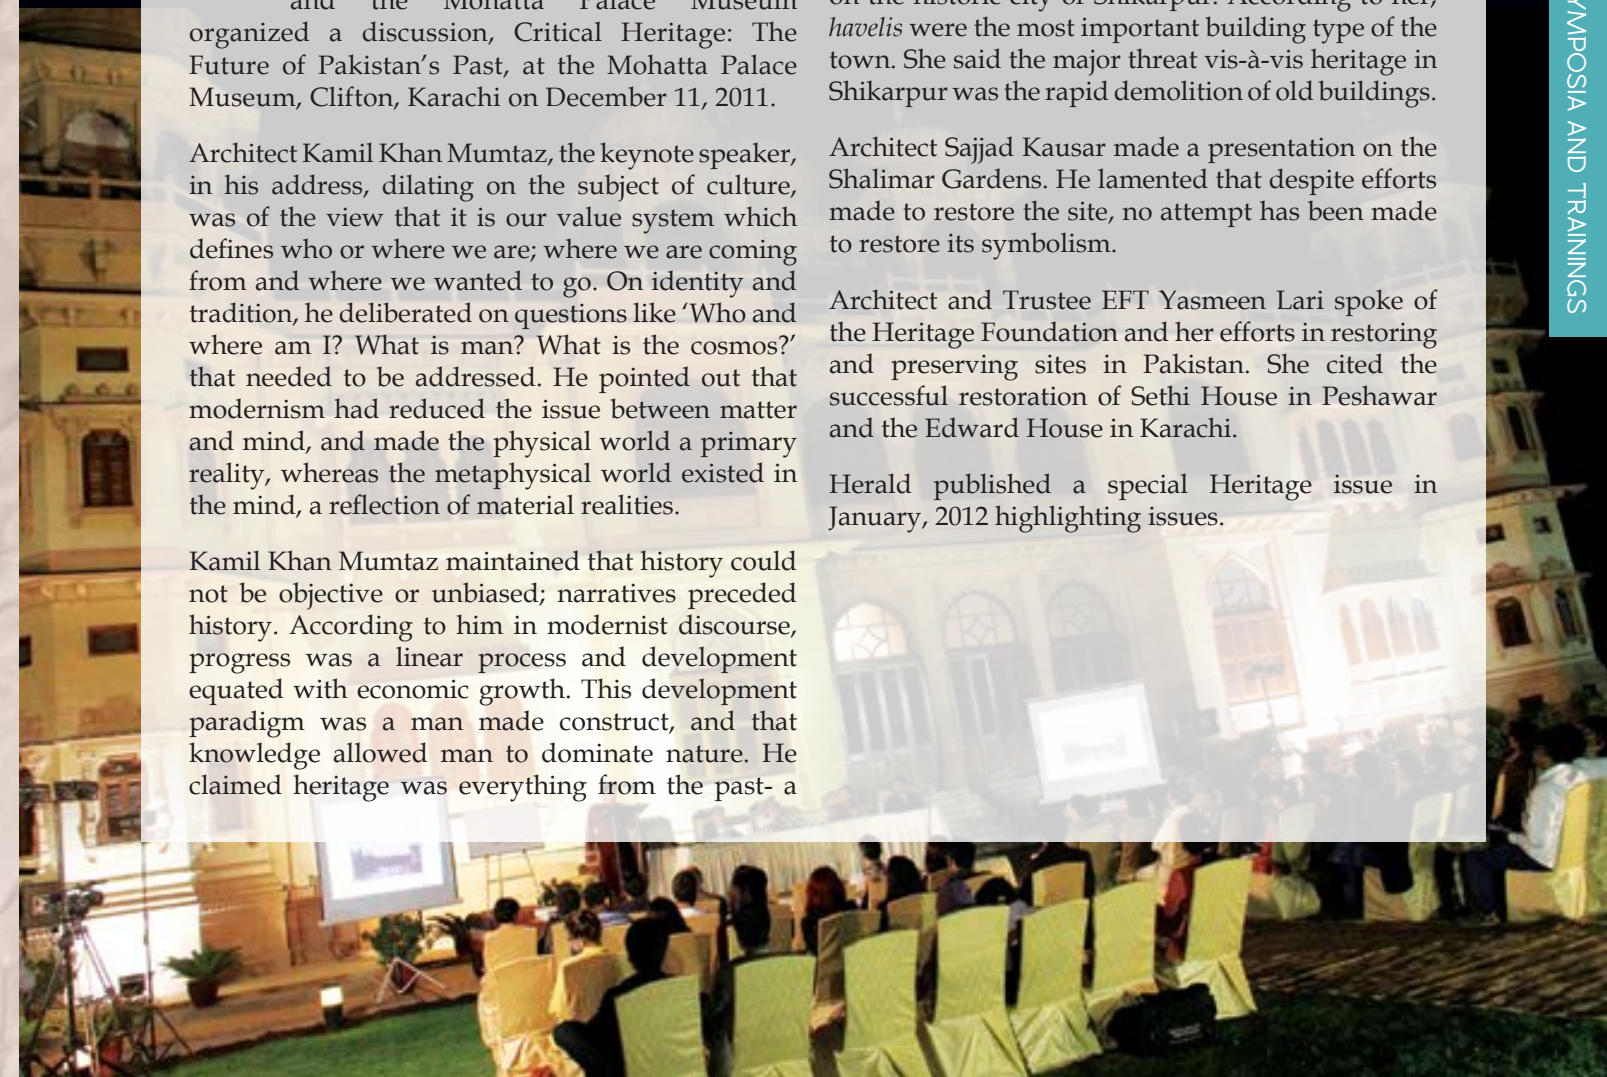 and the Mohatta Palace Museum
organized a discussion, Critical Heritage: The
Future of Pakistan's Past, at the Mohatta Palace
Museum, Clifton, Karachi on December 11, 2011.
Architect Kamil Khan Mumtaz, the keynote speaker,
in his address, dilating on the subject of culture,
was of the view that it is our value system which
defines who or where we are; where we are coming
from and where we wanted to go. On identity and
tradition, he deliberated on questions like ‘Who and
where am I? What is man? What is the cosmos?’
that needed to be addressed. He pointed out that
modernism had reduced the issue between matter
and mind, and made the physical world a primary
reality, whereas the metaphysical world existed in
the mind, a reflection of material realities.
Kamil Khan Mumtaz maintained that history could
not be objective or unbiased; narratives preceded
history. According to him in modernist discourse,
progress was a linear process and development
equated with economic growth. This development
paradigm was a man made construct, and that
knowledge allowed man to dominate nature. He
claimed heritage was everything from the past- a
on the historic city of Shikarpur. According to her,
havelis were the most important building type of the
town. She said the major threat vis-à-vis heritage in
Shikarpur was the rapid demolition of old buildings.
Architect Sajjad Kausar made a presentation on the
Shalimar Gardens. He lamented that despite efforts
made to restore the site, no attempt has been made
to restore its symbolism.
Architect and Trustee EFT Yasmeen Lari spoke of
the Heritage Foundation and her efforts in restoring
and preserving sites in Pakistan. She cited the
successful restoration of Sethi House in Peshawar
and the Edward House in Karachi.
Herald published a special Heritage issue in
January, 2012 highlighting issues.
YMPOSIA AND TRAININGS